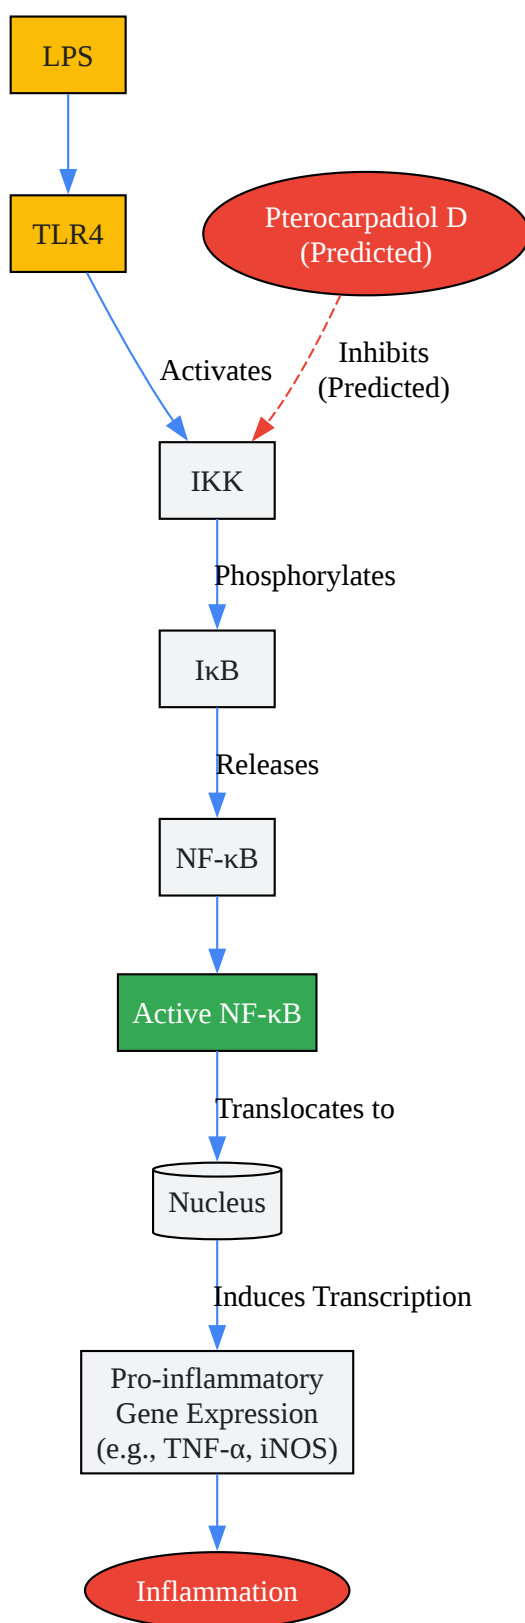 LPS
TLR4
Pterocarpadiol D
(Predicted)
Activates
Inhibits
(Predicted)
IKK
Phosphorylates
IκB
Releases
NF-κB
Active NF-κB
Translocates to
Nucleus
Induces Transcription
Pro-inflammatory
Gene Expression
(e.g., TNF-α, iNOS)
Inflammation